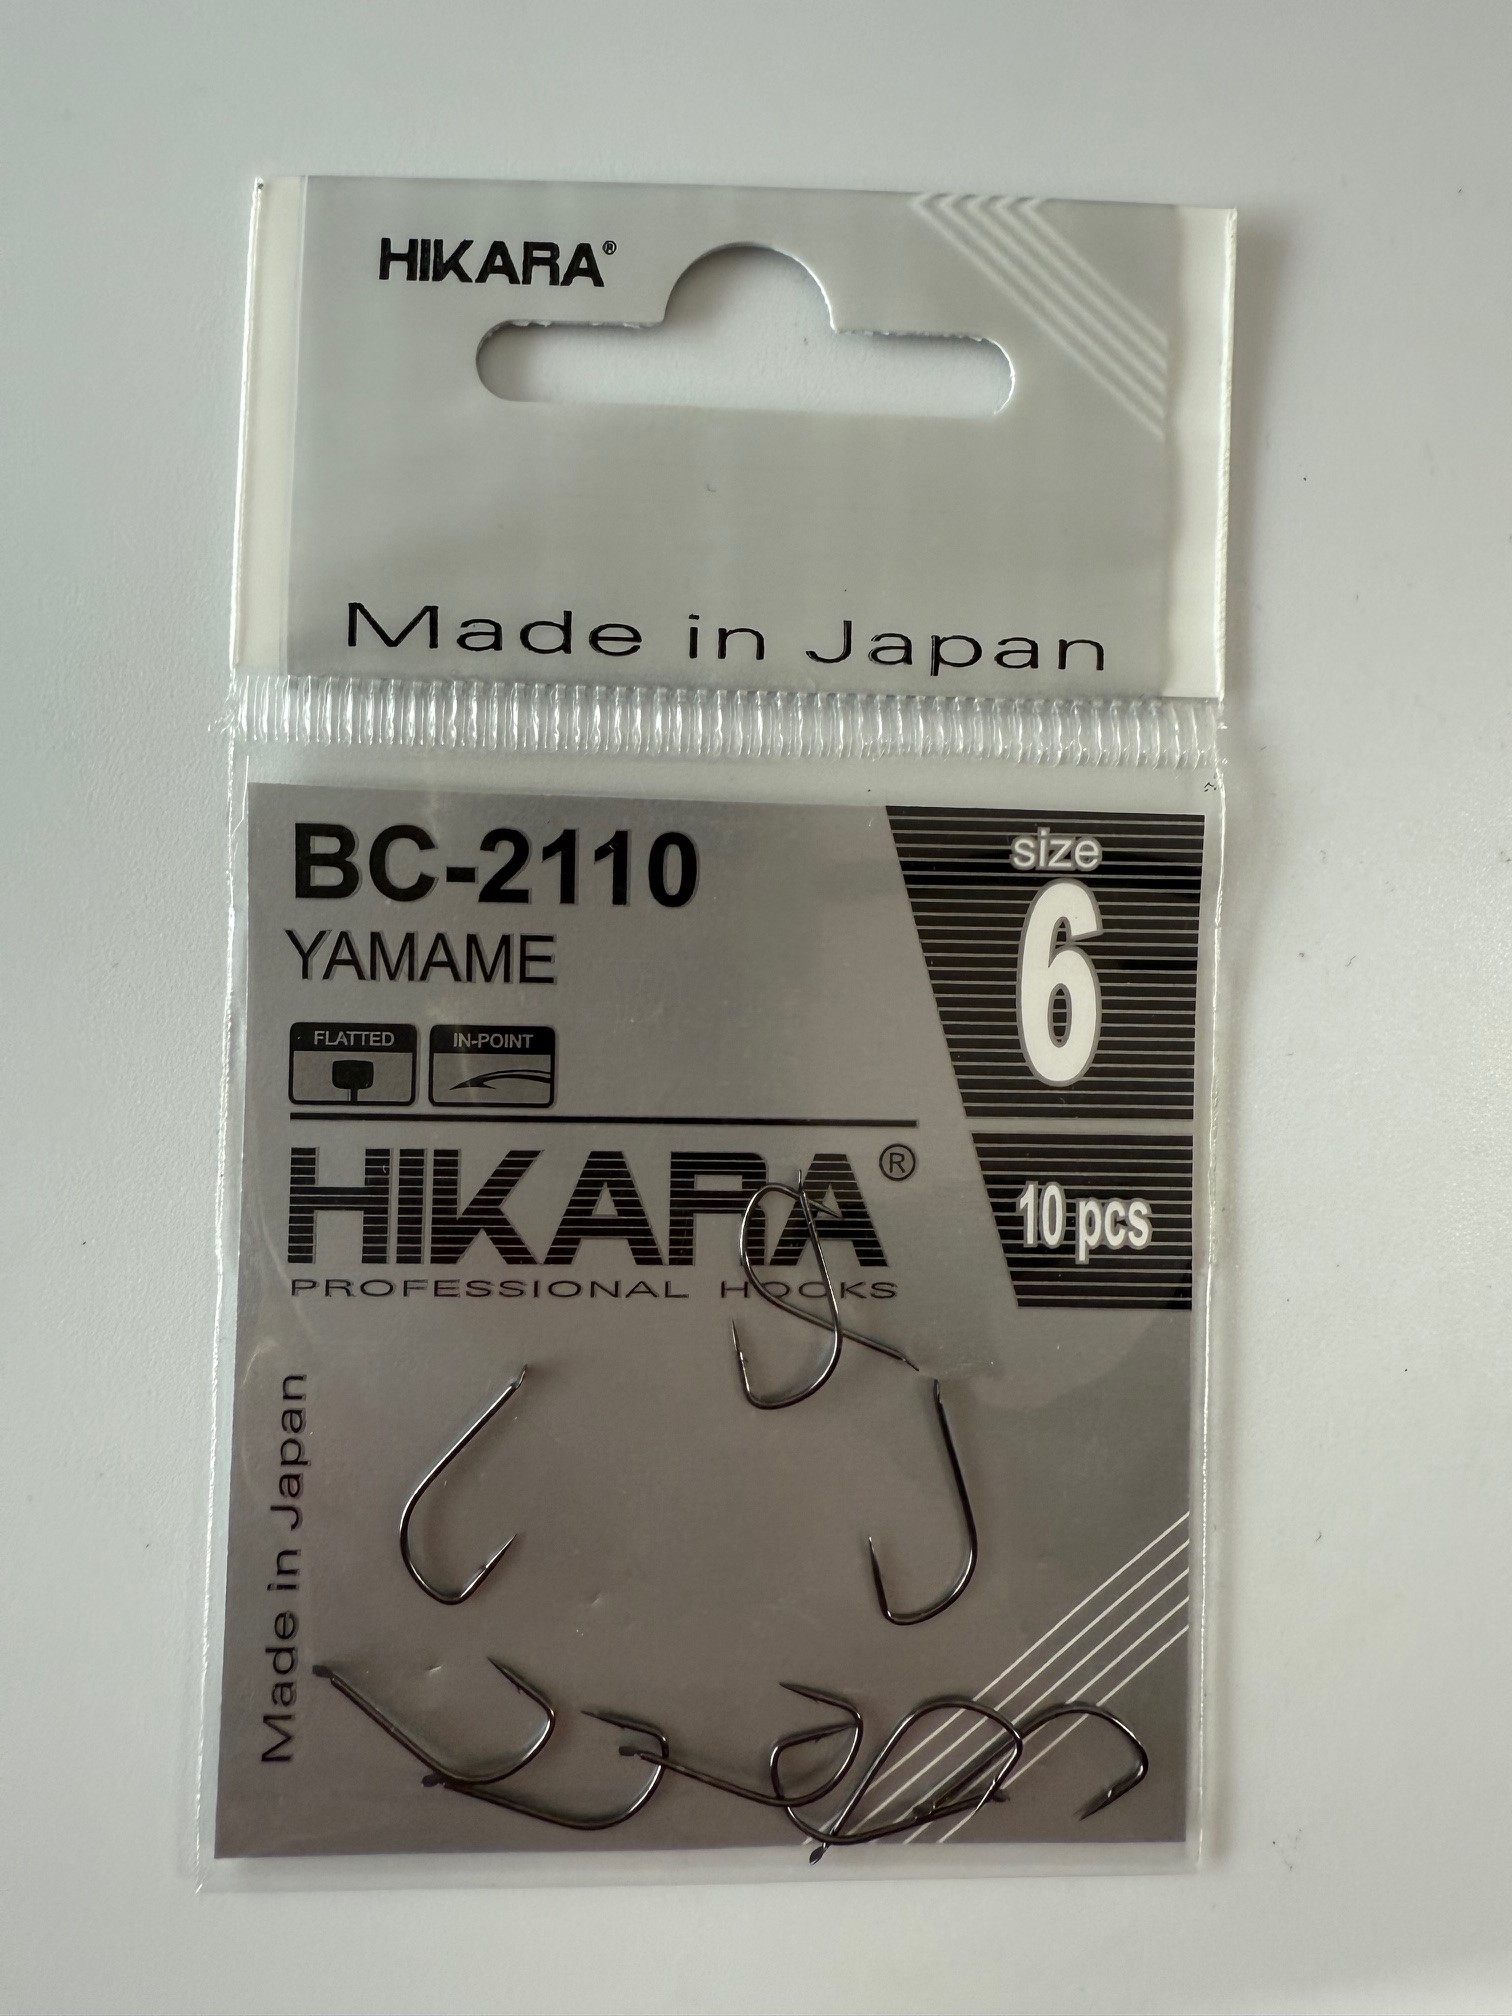 HIKARA®
Made in Japan
BC-2110
YAMAME
size
6
FLATTED
IN-POINT
HIKARA®
PROFESSIONAL HOOKS
10 pcs
Made in Japan